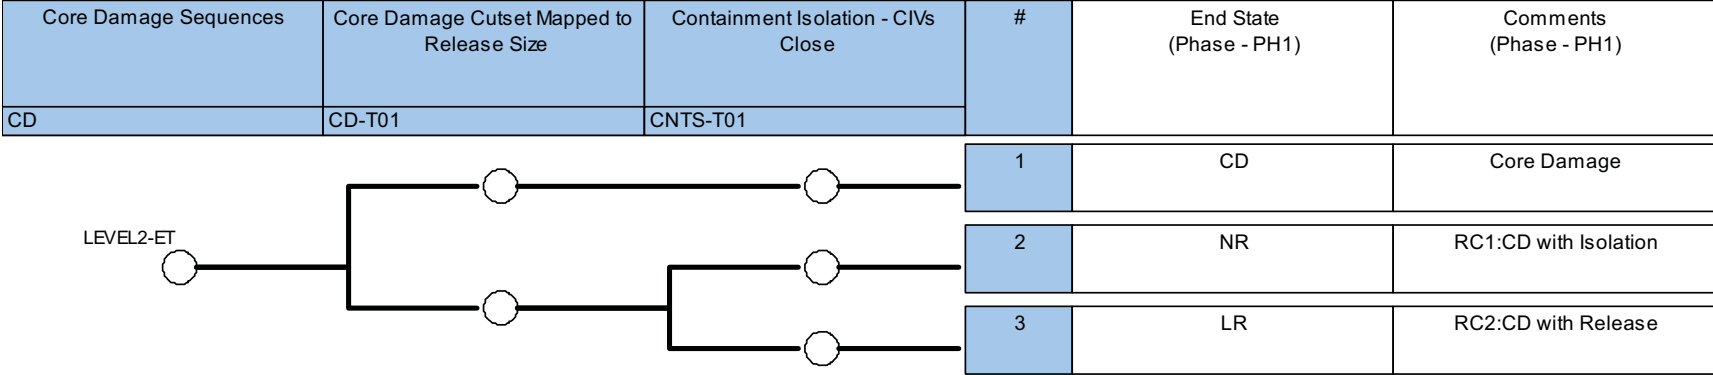 Core Damage Sequences
Core Damage Cutset Mapped to
Release Size
Containment Isolation - CIVs
Close
#
End State
(Phase - PH1)
Comments
(Phase - PH1)
CD
CD-T01
CNTS-T01
1
CD
Core Damage
LEVEL2-ET
2
NR
RC1:CD with Isolation
3
LR
RC2:CD with Release